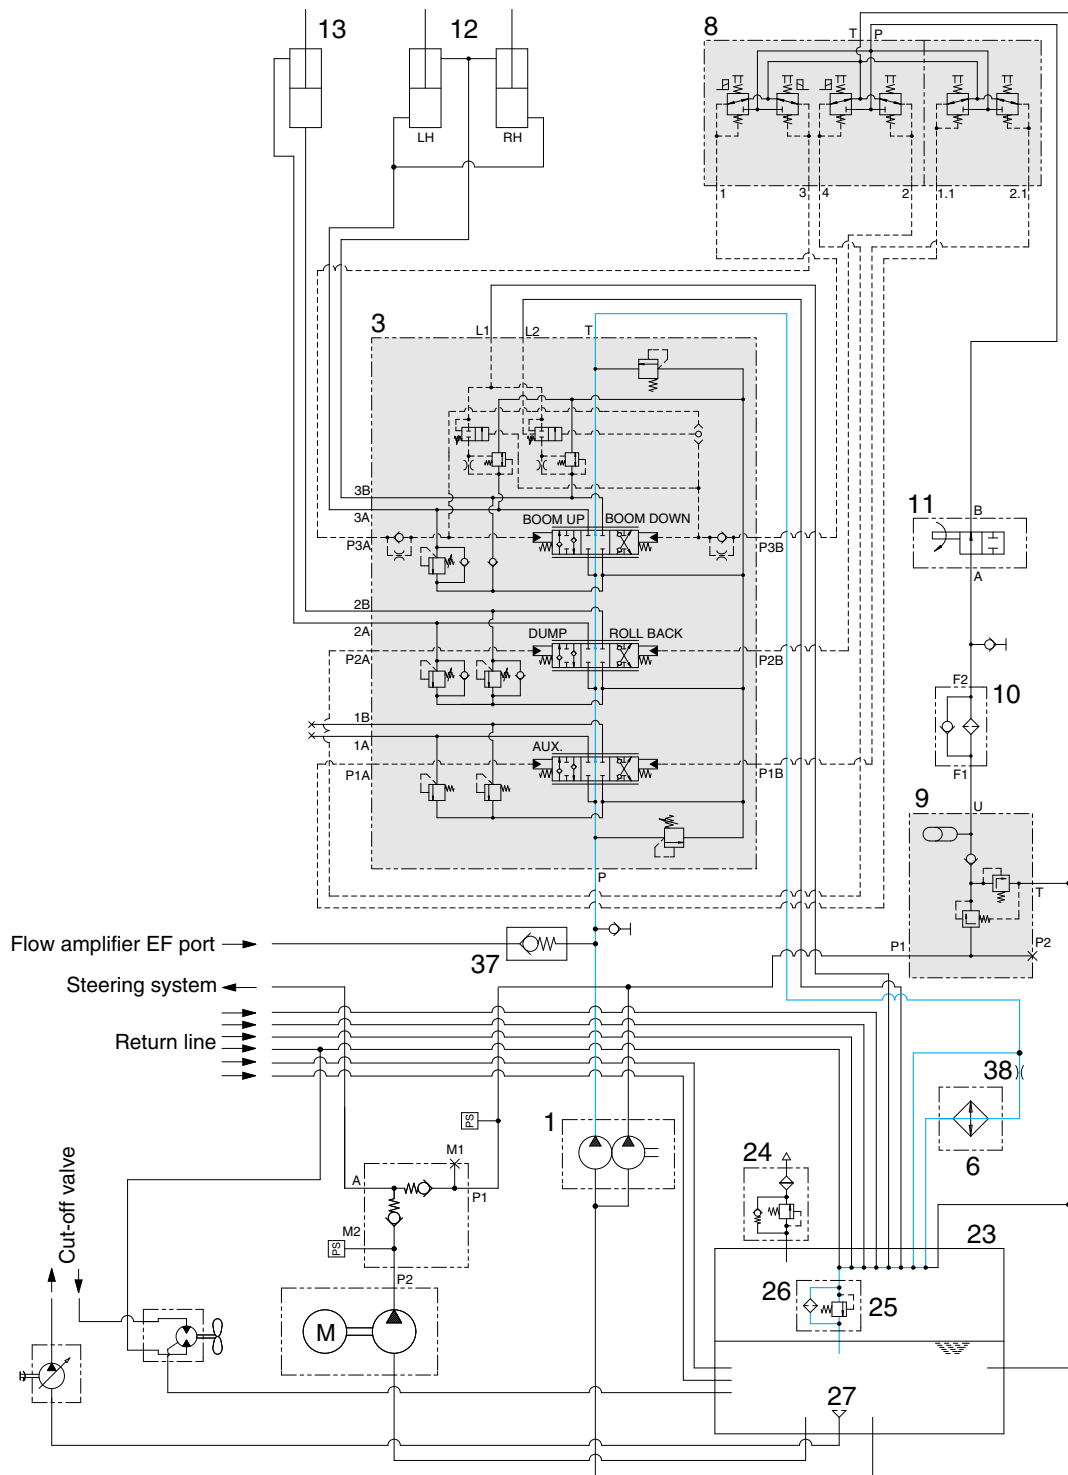 13 12 8 T P
LH RH
1 3 4 2 1.1 2.1
3 L1 L2 T
3B
3A BOOM UP BOOM DOWN
P3A P3B
11 B
A
2B
2A DUMP ROLL BACK
P2A P2B
F2 10
1B
1A AUX.
P1A P1B
F1
9 U
P
T
Flow amplifier EF port
37
P1 P2
Steering system
Return line
38
PS
1
M1
24
6
A P1
Cut-off valve
M2
PS
23
P2
26 25
M
27